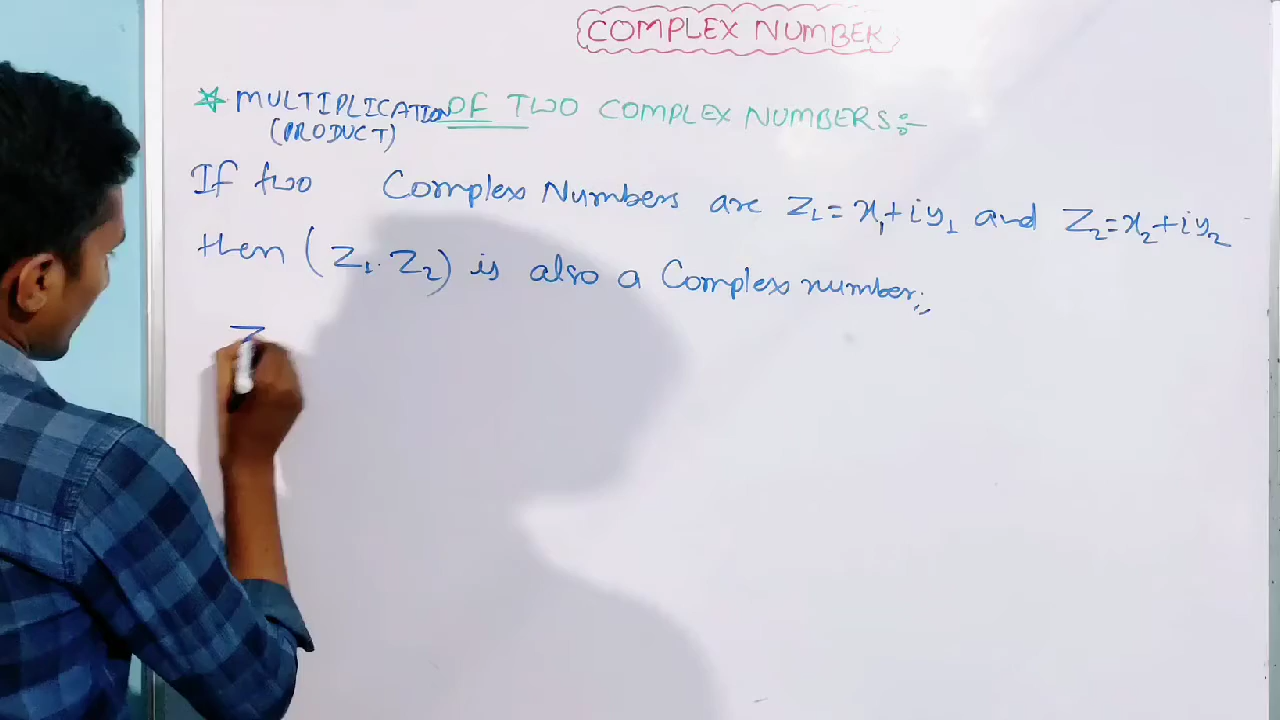 COMPLEX NUMBER
☆ MULTIPLICATION OF TWO COMPLEX NUMBERS:-
(PRODUCT)
If two Complex Numbers are Z₁=x₁+iy₁ and Z₂=x₂+iy₂
then (Z₁.Z₂) is also a Complex number;,
Z